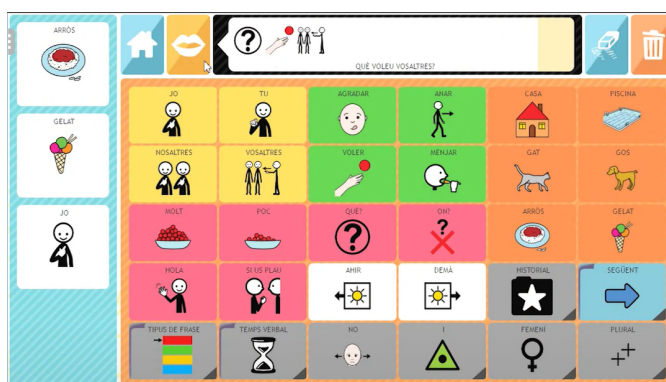 ARRÒS
GELAT
JO
QUÈ VOLEU VOSALTRES?
JO
TU
AGRADAR
ANAR
CASA
PISCINA
NOSALTRES
VOSALTRES
VOLER
MENJAR
GAT
GOS
MOLT
POC
QUÈ?
ON?
?
ARRÒS
GELAT
HOLA
SI US PLAU
AHIR
DEMÀ
HISTORIAL
SEGÜENT
TIPUS DE FRASE
TEMPS VERBAL
NO
I
FEMENÍ
PLURAL